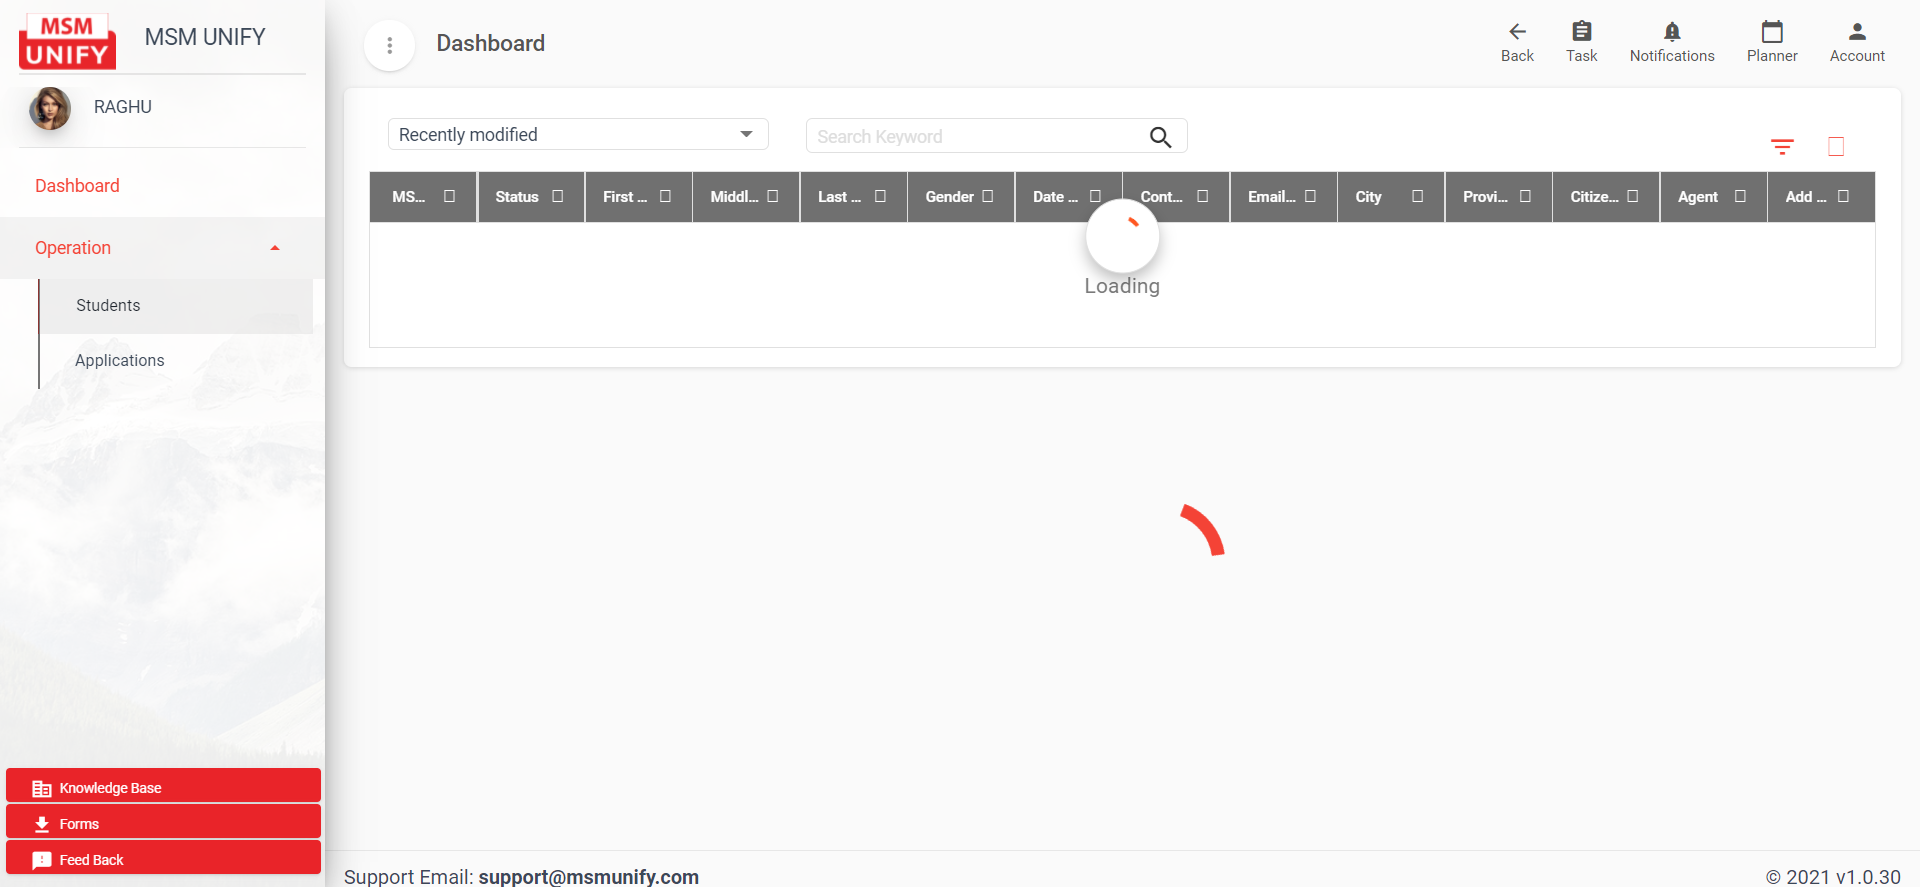 MSM
UNIFY
MSM UNIFY
RAGHU
Dashboard
Operation
Students
Applications
Knowledge Base
Forms
Feed Back
Dashboard
Back
Task
Notifications
Planner
Account
Recently modified
Search Keyword
MS... Status First ... Middl... Last ... Gender Date ... Cont... Email... City Provi... Citize... Agent Add ...
Loading
Support Email: support@msmunify.com
© 2021 v1.0.30